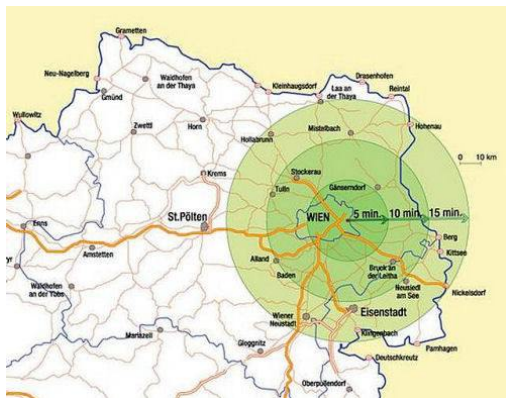 Grametten
Drasenhofen
Neu-Nagelberg
Waidhofen
an der Thaya
Kleinhaugsdorf
Laa an
der Thaya
Reintal
Gmünd
Wullowitz
Zwettl
Horn
Hollabrunn
Mistelbach
Hohenau
0
10 km
Krems
Stockerau
Tulln
Gänserndorf
St.Pölten
WIEN
5 min.
10 min.
15 min.
Enns
Amstetten
Alland
Baden
Berg
Kittsee
Bruck an
der Leitha
Neusiedl
am See
Nickelsdorf
Waidhofen
an der Ybbs
Wiener
Neustadt
Eisenstadt
Mariazell
Gloggnitz
Klingenbach
Pamhagen
Deutschkreutz
Oberpullendorf